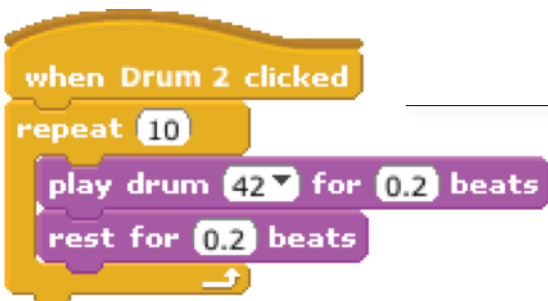 when Drum 2 clicked
repeat 10
play drum 42 for 0.2 beats
rest for 0.2 beats